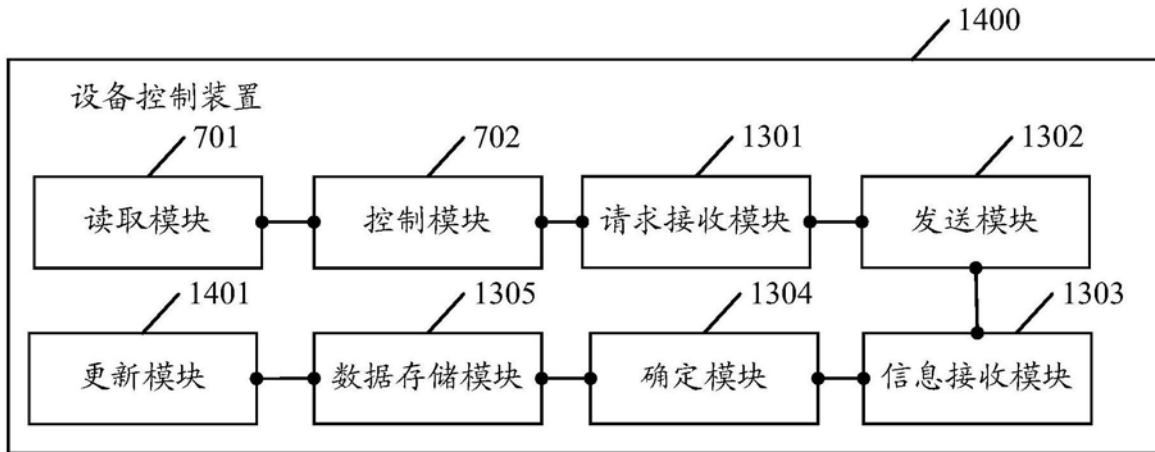 1400
设备控制装置
701 702 1301 1302
读取模块 控制模块 请求接收模块 发送模块
1401 1305 1304 1303
更新模块 数据存储模块 确定模块 信息接收模块